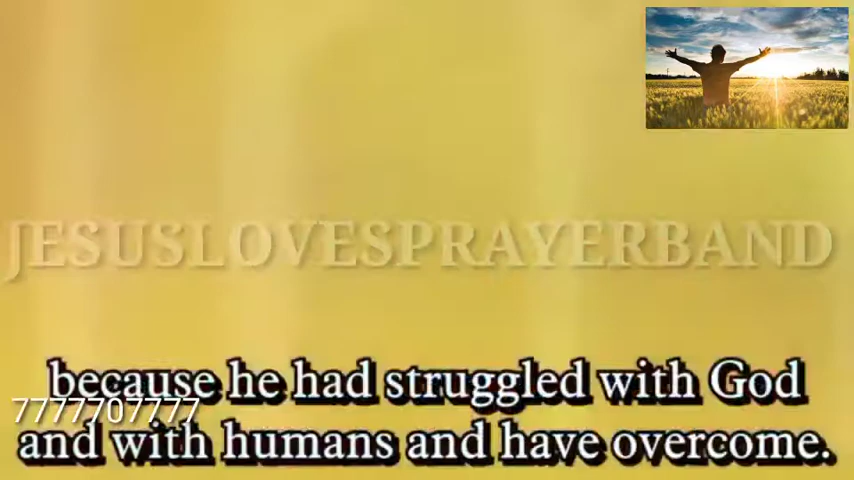 JESUSLOVESPRAYERBAND
because he had struggled with God
7777707777
and with humans and have overcome.